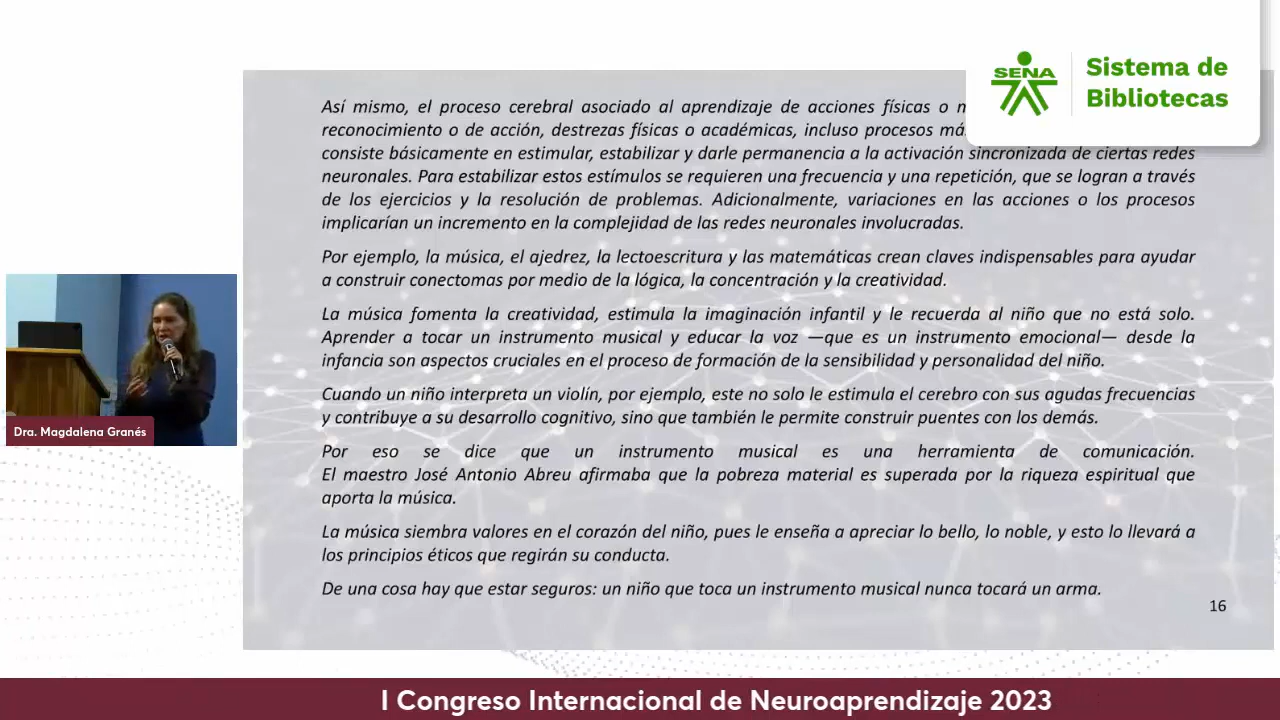 SENA
Sistema de
Bibliotecas
Así mismo, el proceso cerebral asociado al aprendizaje de acciones físicas o
reconocimiento o de acción, destrezas físicas o académicas, incluso procesos
consiste básicamente en estimular, estabilizar y darle permanencia a la activación sincronizada de ciertas redes
neuronales. Para estabilizar estos estímulos se requieren una frecuencia y una repetición, que se logran a través
de los ejercicios y la resolución de problemas. Adicionalmente, variaciones en las acciones o los procesos
implicarían un incremento en la complejidad de las redes neuronales involucradas.
Por ejemplo, la música, el ajedrez, la lectoescritura y las matemáticas crean claves indispensables para ayudar
a construir conectomas por medio de la lógica, la concentración y la creatividad.
La música fomenta la creatividad, estimula la imaginación infantil y le recuerda al niño que no está solo.
Aprender a tocar un instrumento musical y educar la voz —que es un instrumento emocional— desde la
infancia son aspectos cruciales en el proceso de formación de la sensibilidad y personalidad del niño.
Cuando un niño interpreta un violín, por ejemplo, este no solo le estimula el cerebro con sus agudas frecuencias
y contribuye a su desarrollo cognitivo, sino que también le permite construir puentes con los demás.
Por eso se dice que un instrumento musical es una herramienta de comunicación.
El maestro José Antonio Abreu afirmaba que la pobreza material es superada por la riqueza espiritual que
aporta la música.
La música siembra valores en el corazón del niño, pues le enseña a apreciar lo bello, lo noble, y esto lo llevará a
los principios éticos que regirán su conducta.
De una cosa hay que estar seguros: un niño que toca un instrumento musical nunca tocará un arma.
16
Dra. Magdalena Granés
I Congreso Internacional de Neuroaprendizaje 2023